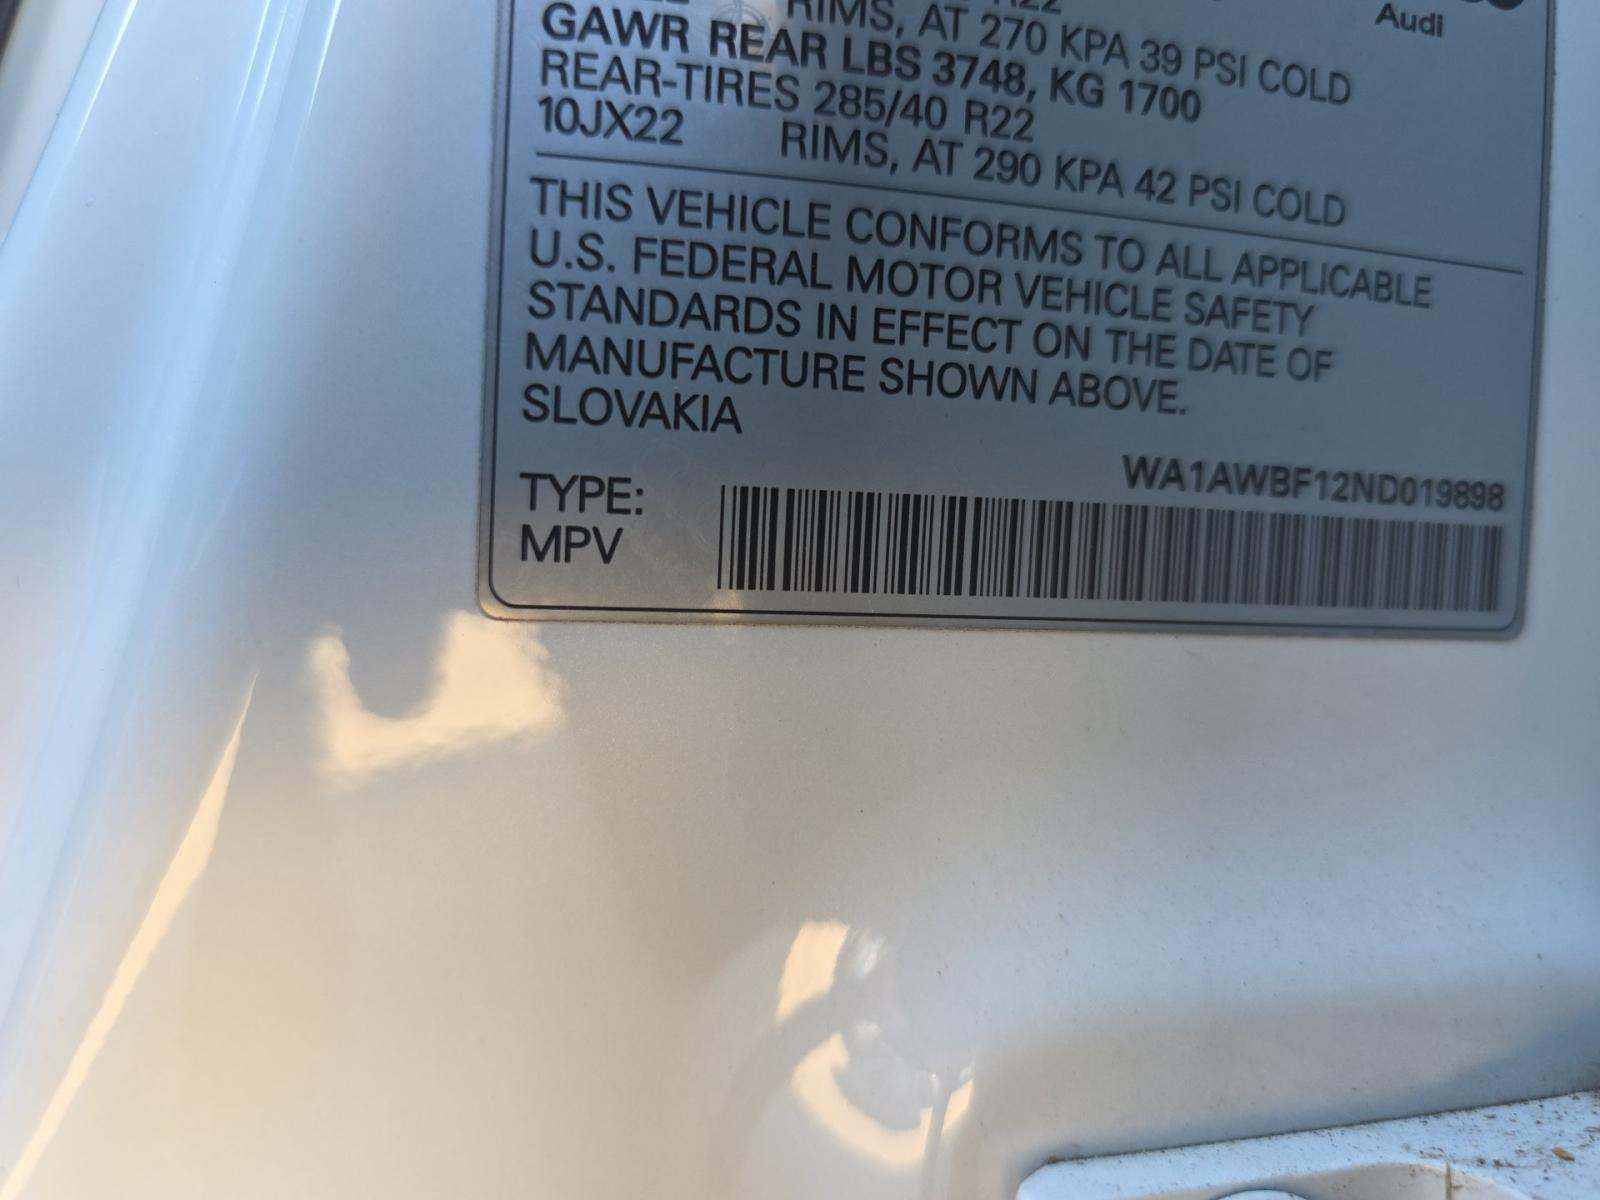 R22
Audi
RIMS, AT 270 KPA 39 PSI COLD
GAWR REAR LBS 3748, KG 1700
REAR-TIRES 285/40 R22
10JX22 RIMS, AT 290 KPA 42 PSI COLD
THIS VEHICLE CONFORMS TO ALL APPLICABLE
U.S. FEDERAL MOTOR VEHICLE SAFETY
STANDARDS IN EFFECT ON THE DATE OF
MANUFACTURE SHOWN ABOVE.
SLOVAKIA
WA1AWBF12ND019898
TYPE:
MPV